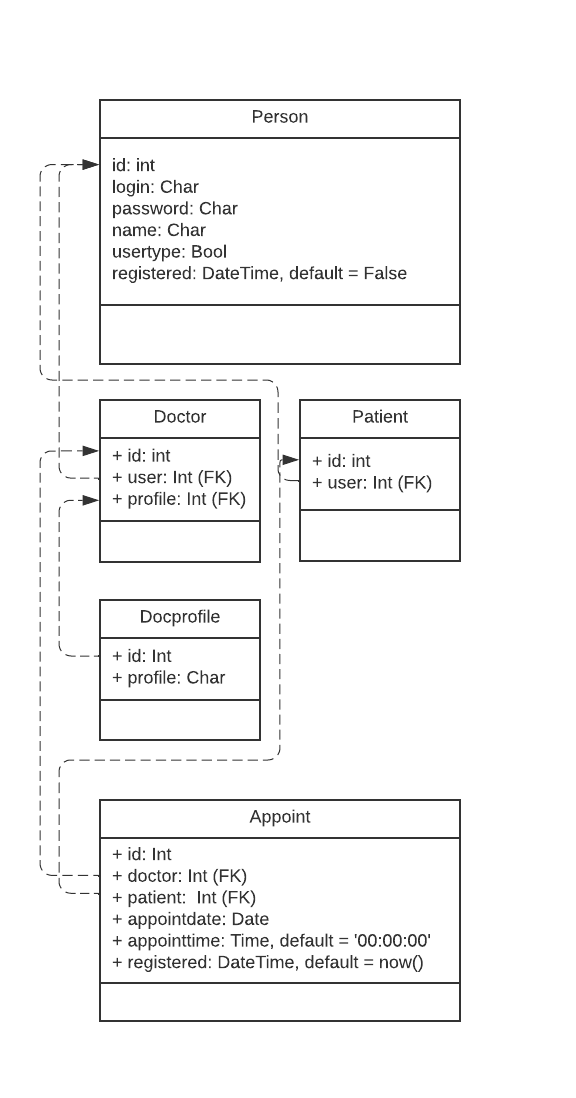 Person
id: int
login: Char
password: Char
name: Char
usertype: Bool
registered: DateTime, default = False
Doctor
+ id: int
+ user: Int (FK)
+ profile: Int (FK)
Patient
+ id: int
+ user: Int (FK)
Docprofile
+ id: Int
+ profile: Char
Appoint
+ id: Int
+ doctor: Int (FK)
+ patient:  Int (FK)
+ appointdate: Date
+ appointtime: Time, default = '00:00:00'
+ registered: DateTime, default = now()